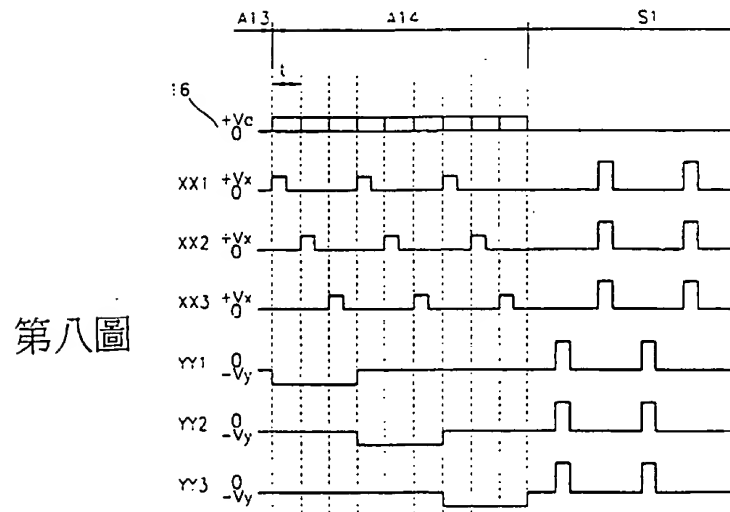 A13 A14 S1
t
16 +Va
0
XX1 +Vx
0
XX2 +Vx
0
XX3 +Vx
0
YY1 0
-Vy
YY2 0
-Vy
YY3 0
-Vy
第八圖